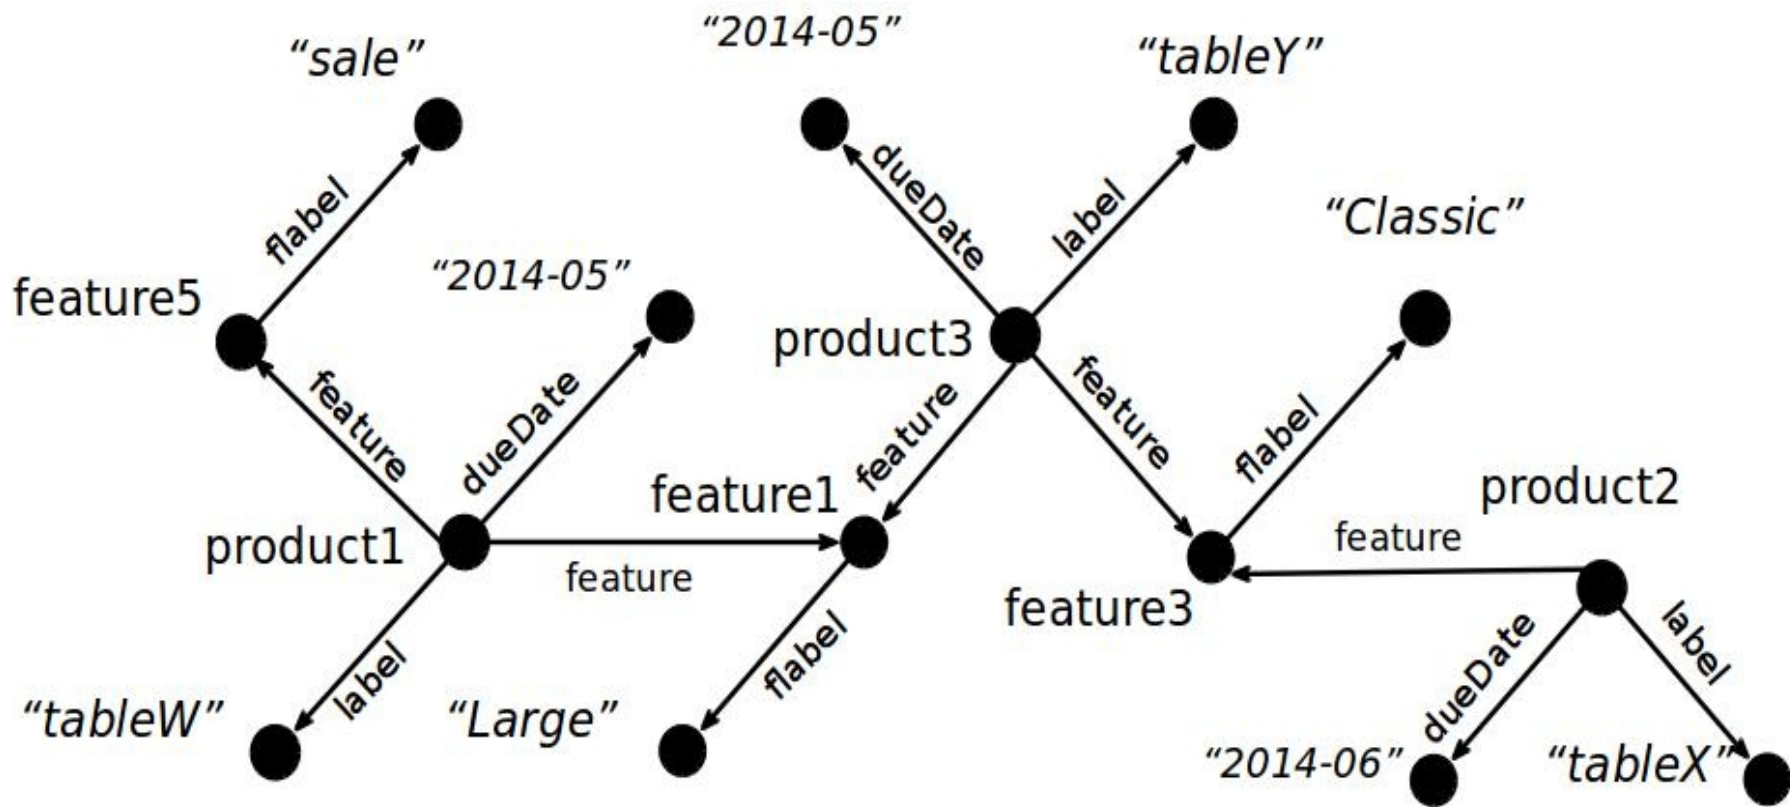 “2014-05”
“sale”
“tableY”
dueDate
flabel
label
“Classic”
“2014-05”
feature5
product3
feature
dueDate
feature
feature
flabel
feature1
product2
product1
feature
feature
feature3
flabel
label
dueDate
label
“tableW”
“Large”
“2014-06”
“tableX”